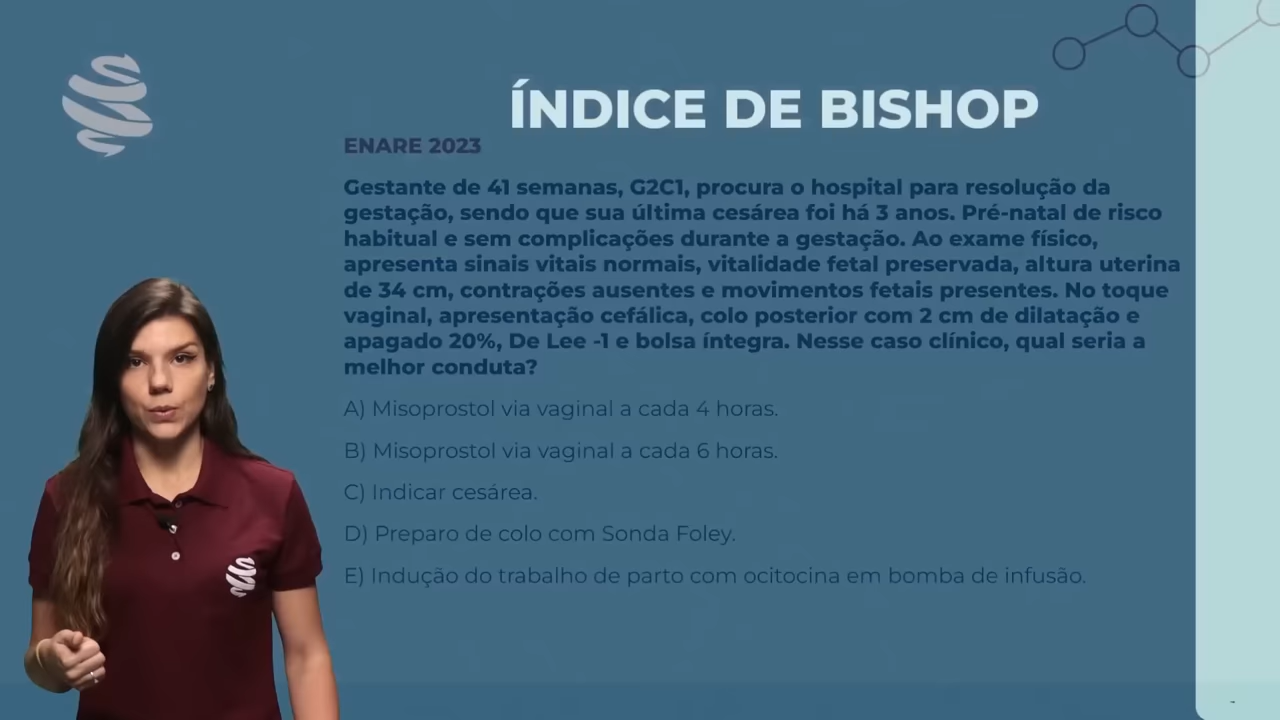 ÍNDICE DE BISHOP
ENARE 2023
Gestante de 41 semanas, G2C1, procura o hospital para resolução da
gestação, sendo que sua última cesárea foi há 3 anos. Pré-natal de risco
habitual e sem complicações durante a gestação. Ao exame físico,
apresenta sinais vitais normais, vitalidade fetal preservada, altura uterina
de 34 cm, contrações ausentes e movimentos fetais presentes. No toque
vaginal, apresentação cefálica, colo posterior com 2 cm de dilatação e
apagado 20%, De Lee -1 e bolsa íntegra. Nesse caso clínico, qual seria a
melhor conduta?
A) Misoprostol via vaginal a cada 4 horas.
B) Misoprostol via vaginal a cada 6 horas.
C) Indicar cesárea.
D) Preparo de colo com Sonda Foley.
E) Indução do trabalho de parto com ocitocina em bomba de infusão.